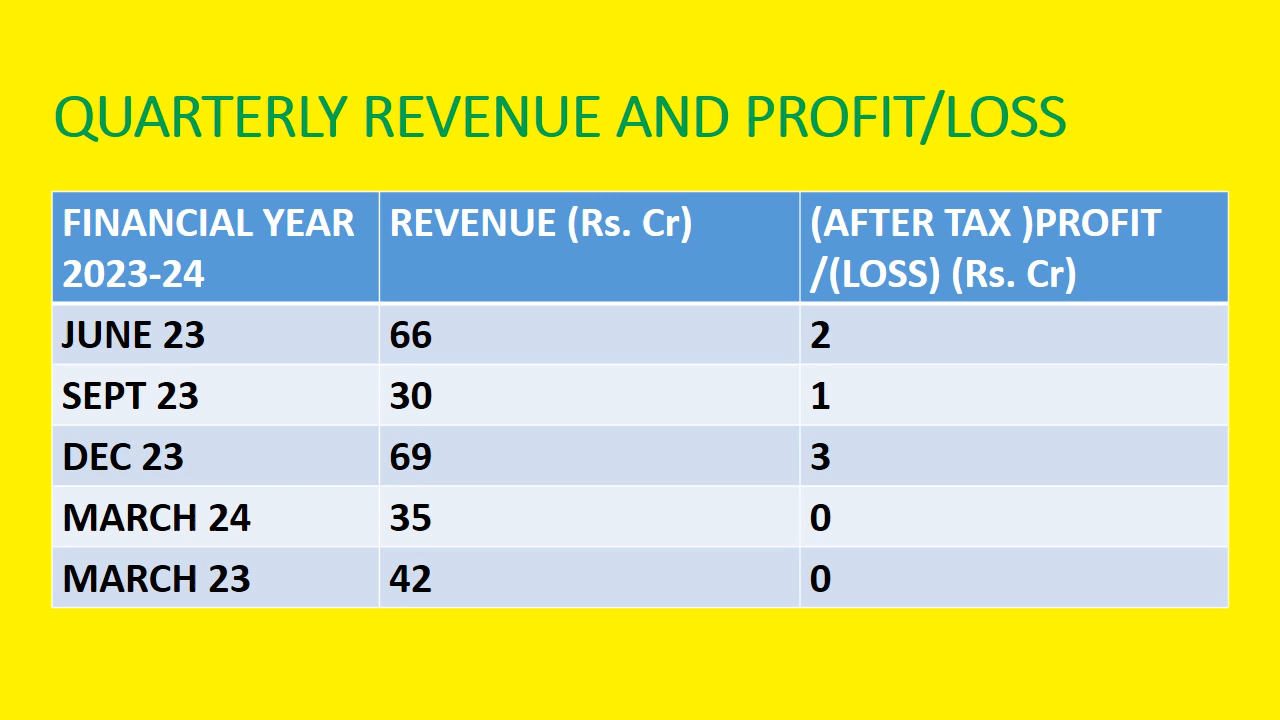 QUARTERLY REVENUE AND PROFIT/LOSS
FINANCIAL YEAR 2023-24 REVENUE (Rs. Cr) (AFTER TAX )PROFIT /(LOSS) (Rs. Cr)
JUNE 23 66 2
SEPT 23 30 1
DEC 23 69 3
MARCH 24 35 0
MARCH 23 42 0